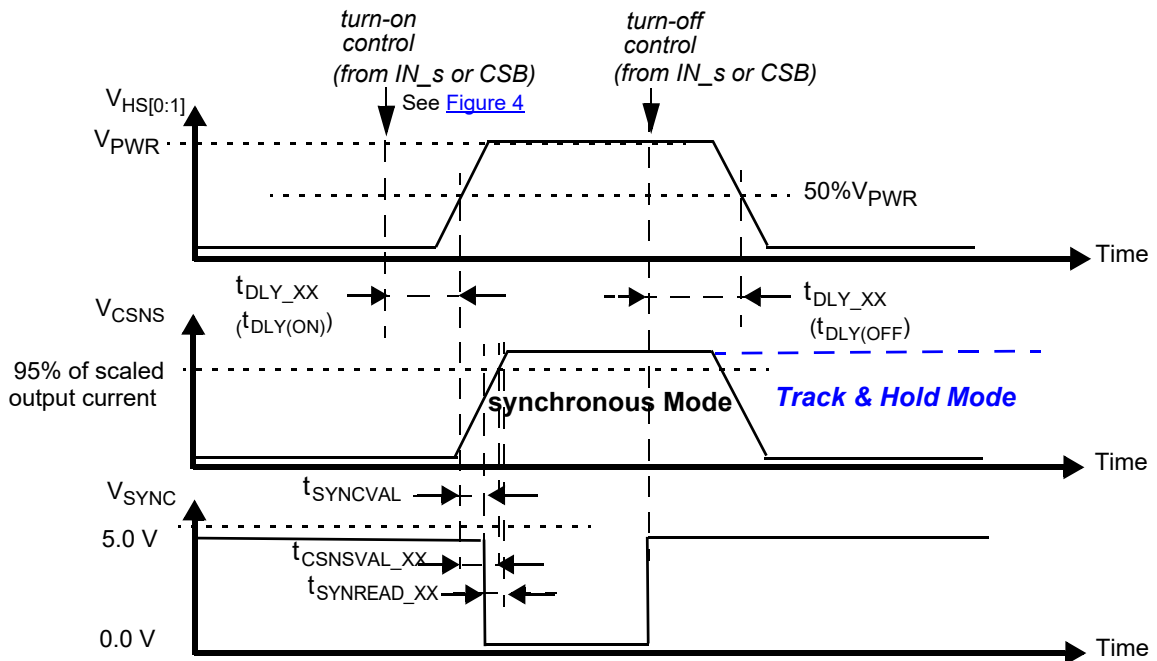 turn-on
control
(from IN_s or CSB)
See Figure 4
turn-off
control
(from IN_s or CSB)
VHS[0:1]
VPWR
50%VPWR
Time
tDLY_XX
(tDLY(ON))
tDLY_XX
(tDLY(OFF)
VCSNS
95% of scaled
output current
synchronous Mode
Track & Hold Mode
Time
tSYNCVAL
VSYNC
5.0 V
tCSNSVAL_XX
tSYNREAD_XX
0.0 V
Time